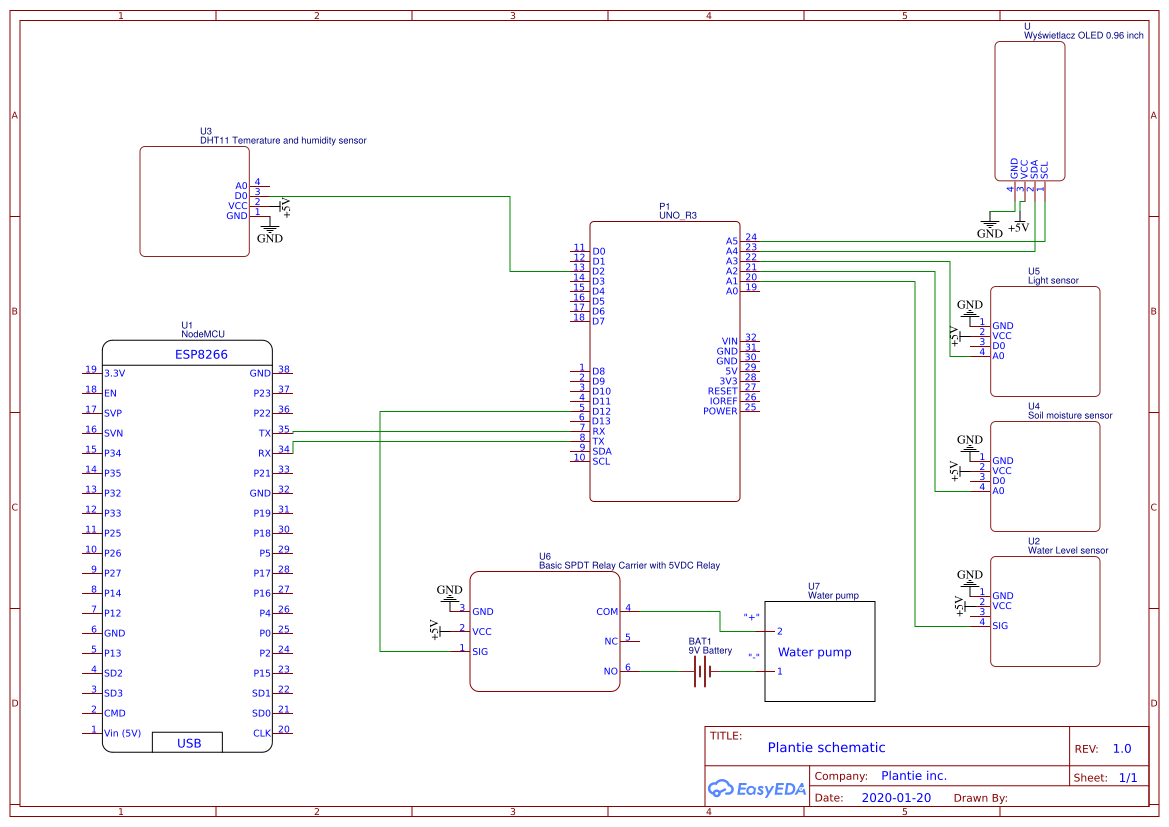 1 2 3 4 5
A
B
C
D
A
B
C
D
U
Wyświetlacz OLED 0.96 inch
GND
VCC
SDA
SCL
4 3 2 1
GND
+5V
U3
DHT11 Temerature and humidity sensor
A0 4
D0 3
VCC 2
GND 1
+5V
GND
P1
UNO_R3
11 D0
12 D1
13 D2
14 D3
15 D4
16 D5
17 D6
18 D7
1 D8
2 D9
3 D10
4 D11
5 D12
6 D13
7 RX
8 TX
9 SDA
10 SCL
A5 24
A4 23
A3 22
A2 21
A1 20
A0 19
VIN 32
GND 31
GND 30
5V 29
3V3 28
RESET 27
IOREF 26
POWER 25
U5
Light sensor
GND
+5V
1 GND
2 VCC
3 D0
4 A0
U4
Soil moisture sensor
GND
+5V
1 GND
2 VCC
3 D0
4 A0
U2
Water Level sensor
GND
+5V
1 GND
2 VCC
3
4 SIG
U1
NodeMCU
ESP8266
19 3.3V GND 38
18 EN P23 37
17 SVP P22 36
16 SVN TX 35
15 P34 RX 34
14 P35 P21 33
13 P32 GND 32
12 P33 P19 31
11 P25 P18 30
10 P26 P5 29
9 P27 P17 28
8 P14 P16 27
7 P12 P4 26
6 GND P0 25
5 P13 P2 24
4 SD2 P15 23
3 SD3 SD1 22
2 CMD SD0 21
1 Vin (5V) CLK 20
USB
U6
Basic SPDT Relay Carrier with 5VDC Relay
GND
+5V
3 GND COM 4
2 VCC NC 5
1 SIG NO 6
BAT1
9V Battery
U7
Water pump
"+"
2
"-"
Water pump
1
TITLE:
Plantie schematic
REV: 1.0
EasyEDA
Company: Plantie inc.
Sheet: 1/1
Date: 2020-01-20 Drawn By:
1 2 3 4 5